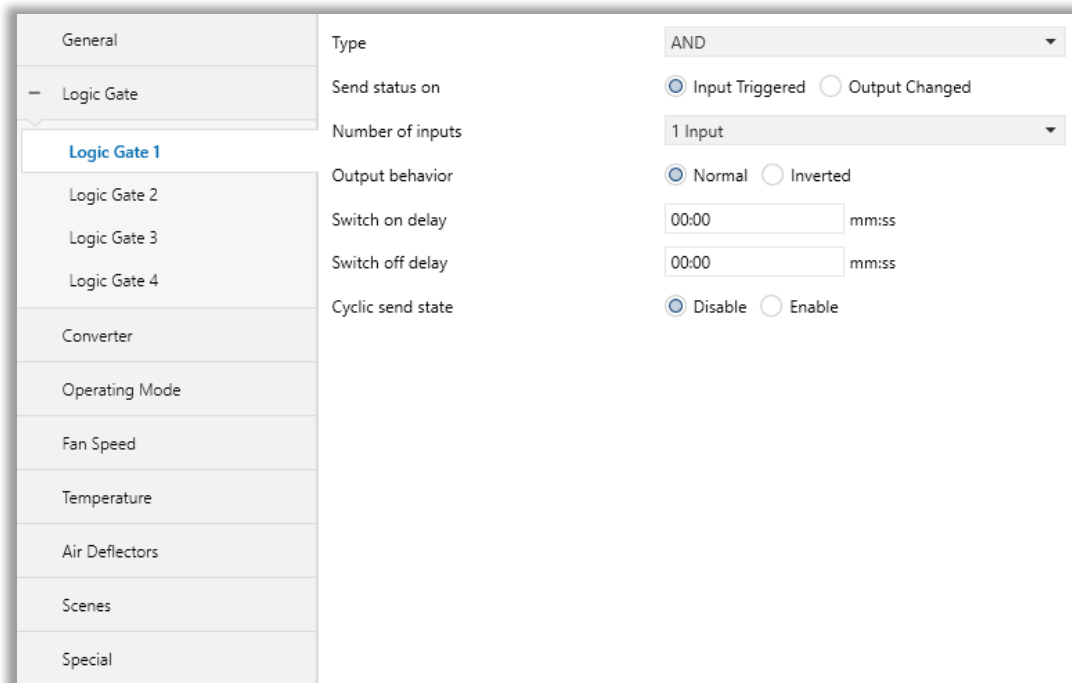 General
Logic Gate
Logic Gate 1
Logic Gate 2
Logic Gate 3
Logic Gate 4
Converter
Operating Mode
Fan Speed
Temperature
Air Deflectors
Scenes
Special
Type AND
Send status on Input Triggered Output Changed
Number of inputs 1 Input
Output behavior Normal Inverted
Switch on delay 00:00 mm:ss
Switch off delay 00:00 mm:ss
Cyclic send state Disable Enable